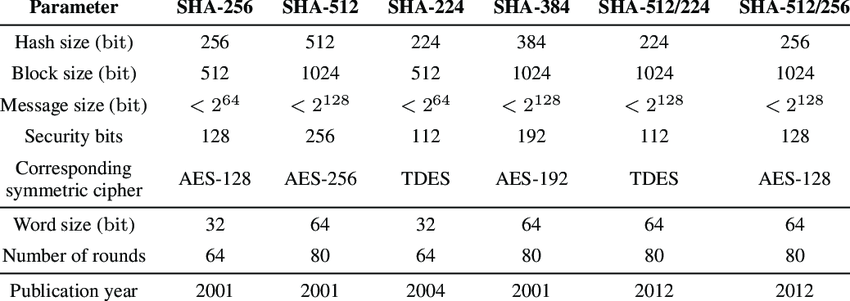 Parameter SHA-256 SHA-512 SHA-224 SHA-384 SHA-512/224 SHA-512/256
Hash size (bit) 256 512 224 384 224 256
Block size (bit) 512 1024 512 1024 1024 1024
Message size (bit) < 2^64 < 2^128 < 2^64 < 2^128 < 2^128 < 2^128
Security bits 128 256 112 192 112 128
Corresponding
symmetric cipher AES-128 AES-256 TDES AES-192 TDES AES-128
Word size (bit) 32 64 32 64 64 64
Number of rounds 64 80 64 80 80 80
Publication year 2001 2001 2004 2001 2012 2012